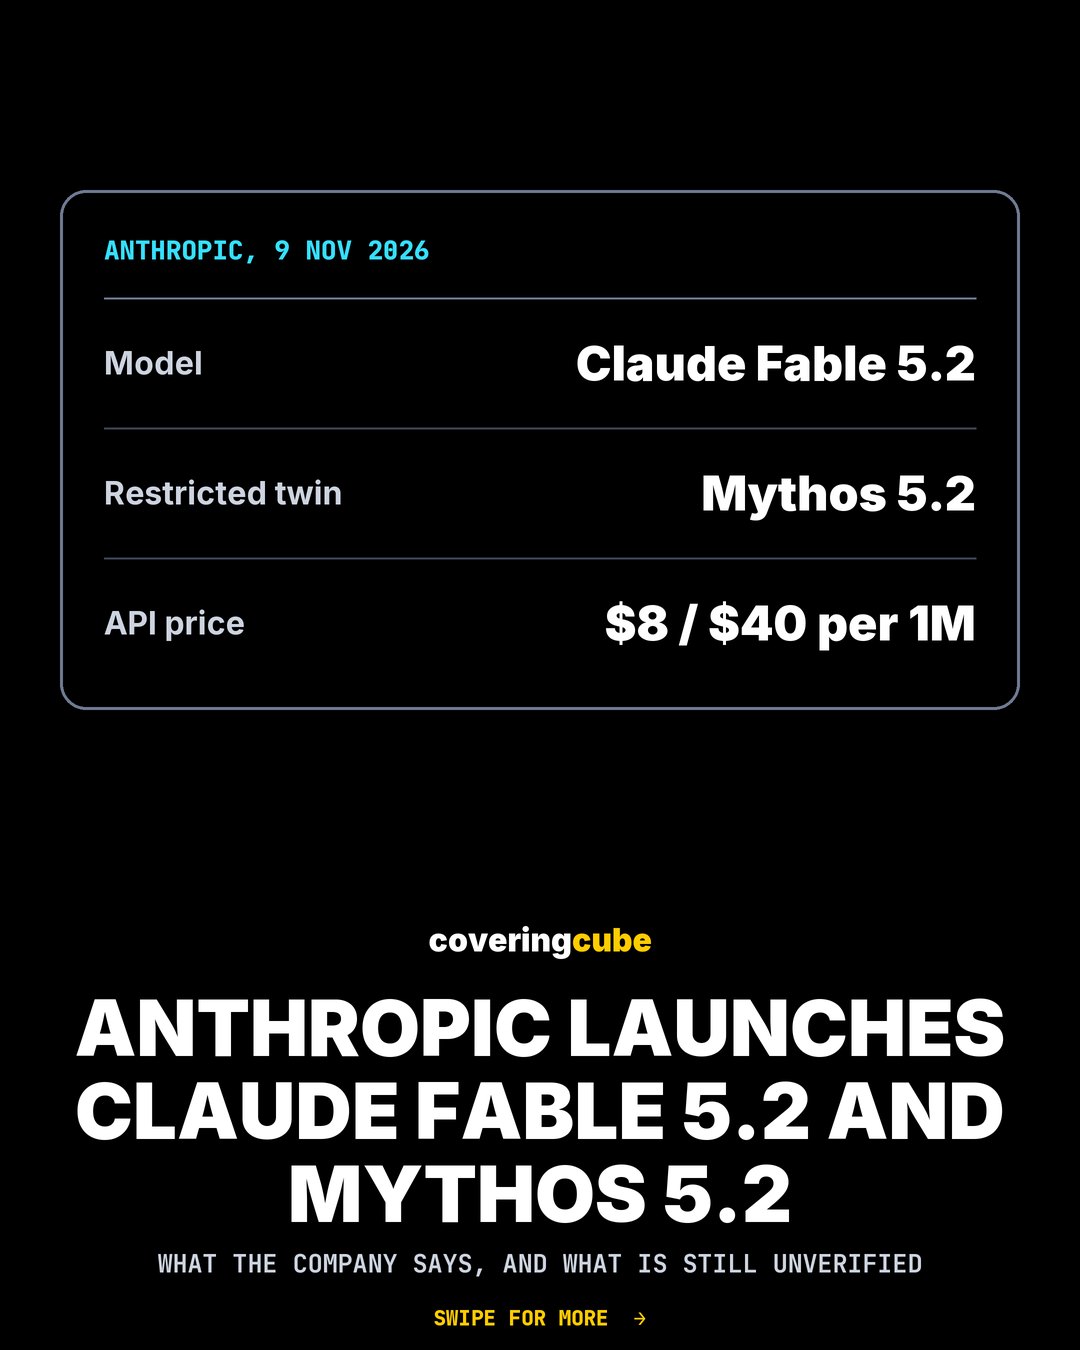 ANTHROPIC, 9 NOV 2026
Model Claude Fable 5.2
Restricted twin Mythos 5.2
API price $8 / $40 per 1M
coveringcube
ANTHROPIC LAUNCHES
CLAUDE FABLE 5.2 AND
MYTHOS 5.2
WHAT THE COMPANY SAYS, AND WHAT IS STILL UNVERIFIED
SWIPE FOR MORE →